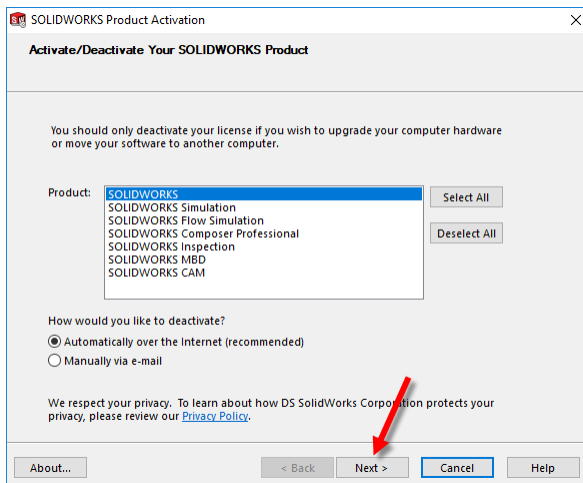 SOLIDWORKS Product Activation
Activate/Deactivate Your SOLIDWORKS Product
You should only deactivate your license if you wish to upgrade your computer hardware
or move your software to another computer.
Product:
SOLIDWORKS
SOLIDWORKS Simulation
SOLIDWORKS Flow Simulation
SOLIDWORKS Composer Professional
SOLIDWORKS Inspection
SOLIDWORKS MBD
SOLIDWORKS CAM
Select All
Deselect All
How would you like to deactivate?
Automatically over the Internet (recommended)
Manually via e-mail
We respect your privacy. To learn about how DS SolidWorks Corporation protects your
privacy, please review our Privacy Policy.
About... < Back Next > Cancel Help